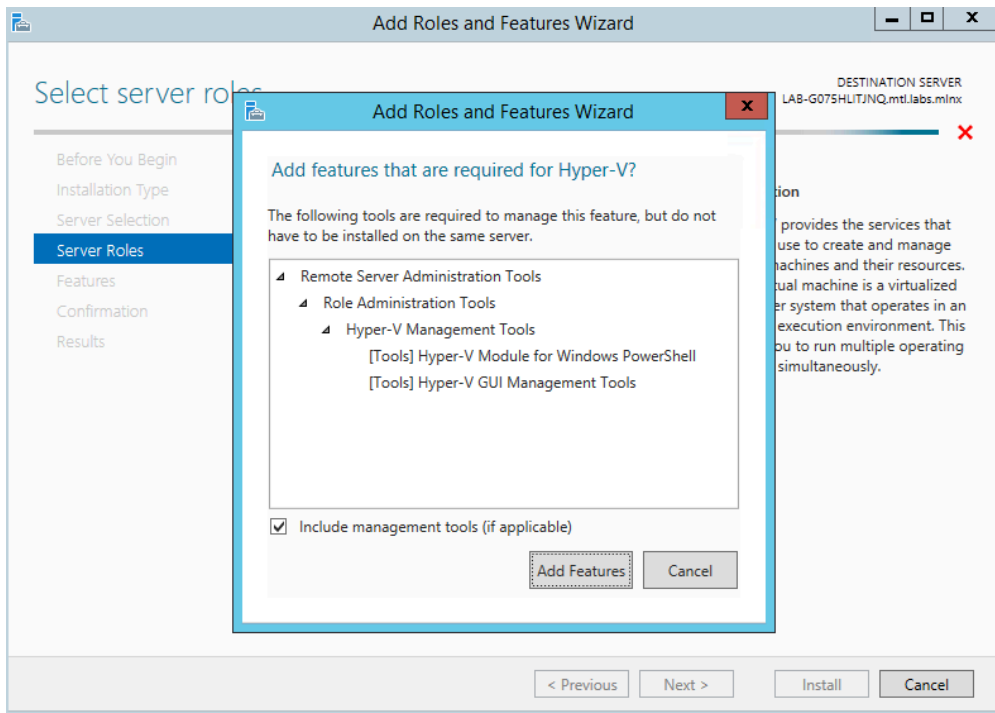 Add Roles and Features Wizard
Select server roles
DESTINATION SERVER
LAB-G075HLITJNQ.mtl.labs.mlnx
Before You Begin
Installation Type
Server Selection
Server Roles
Features
Confirmation
Results
Add Roles and Features Wizard
Add features that are required for Hyper-V?
The following tools are required to manage this feature, but do not
have to be installed on the same server.
Remote Server Administration Tools
Role Administration Tools
Hyper-V Management Tools
[Tools] Hyper-V Module for Windows PowerShell
[Tools] Hyper-V GUI Management Tools
Include management tools (if applicable)
Add Features
Cancel
provides the services that
use to create and manage
and their resources.
machine is a virtualized
system that operates in an
execution environment. This
to run multiple operating
simultaneously.
< Previous
Next >
Install
Cancel